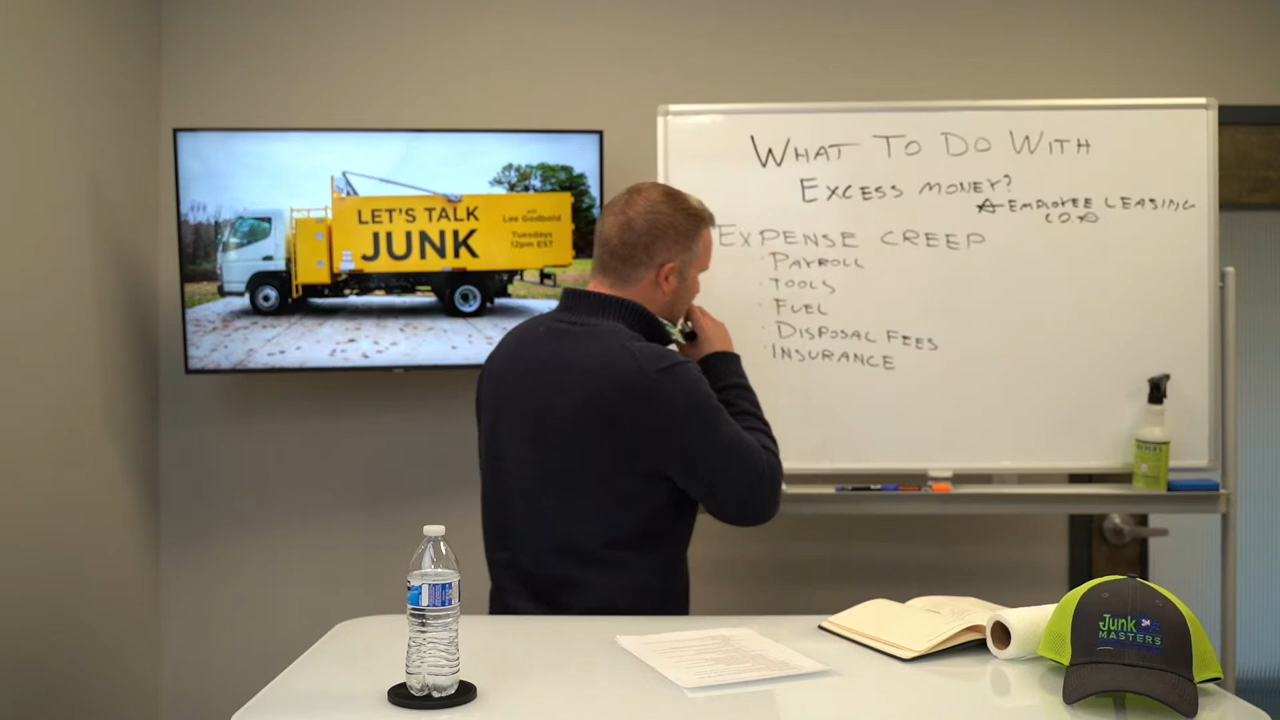 LET'S TALK
JUNK
with
Lee Godbold
Tuesdays
12pm EST
WHAT TO DO WITH
EXCESS MONEY?
EMPLOYEE LEASING
CO.
EXPENSE CREEP
· PAYROLL
· TOOLS
· FUEL
· DISPOSAL FEES
· INSURANCE
Junk
MASTERS